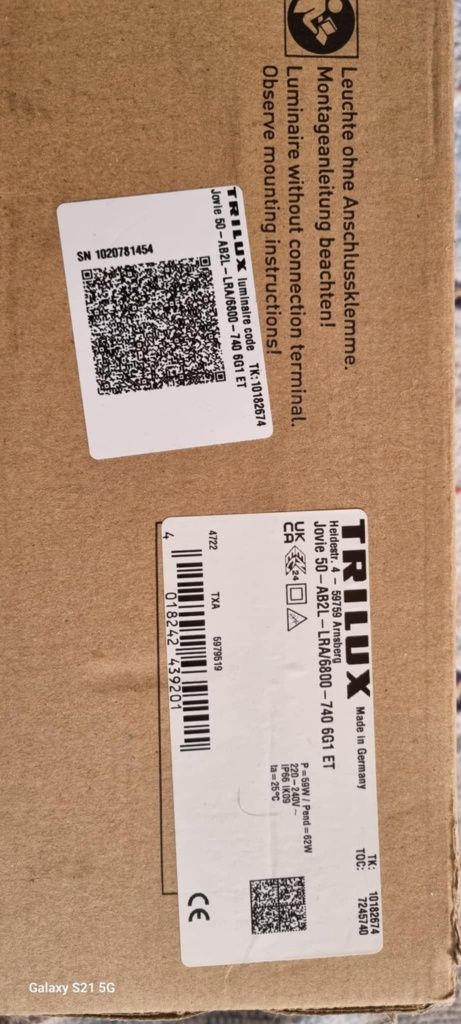 Leuchte ohne Anschlussklemme.
Montageanleitung beachten!
Luminaire without connection terminal.
Observe mounting instructions!
TRILUX luminaire code TK:10182674
Jovie 50-AB2L-LRA/6800-740 6G1 ET
SN 1020781454
TRILUX Made in Germany
TK: 10182674
TOC: 7245740
Heidestr. 4 - 59759 Arnsberg
Jovie 50-AB2L-LRA/6800-740 6G1 ET
UK
CA
24
P=59W / Pend=62W
220-240V~
IP66 IK09
ta=25°C
4722 TXA 5979519
4 018242 439201
CE
Galaxy S21 5G